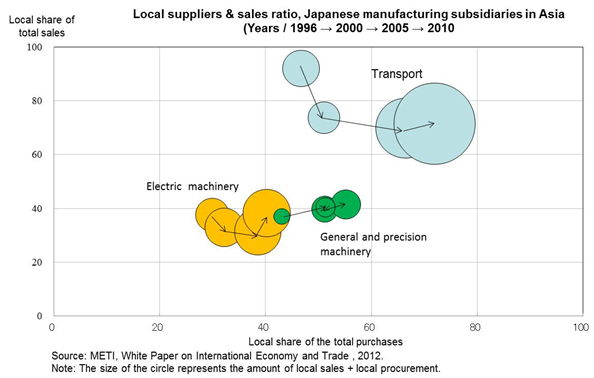 Local suppliers & sales ratio, Japanese manufacturing subsidiaries in Asia
(Years / 1996 → 2000 → 2005 → 2010
Local share of
total sales
100
80
60
40
20
0
Transport
Electric machinery
General and precision
machinery
0 20 40 60 80 100
Local share of the total purchases
Source: METI, White Paper on International Economy and Trade , 2012.
Note: The size of the circle represents the amount of local sales + local procurement.